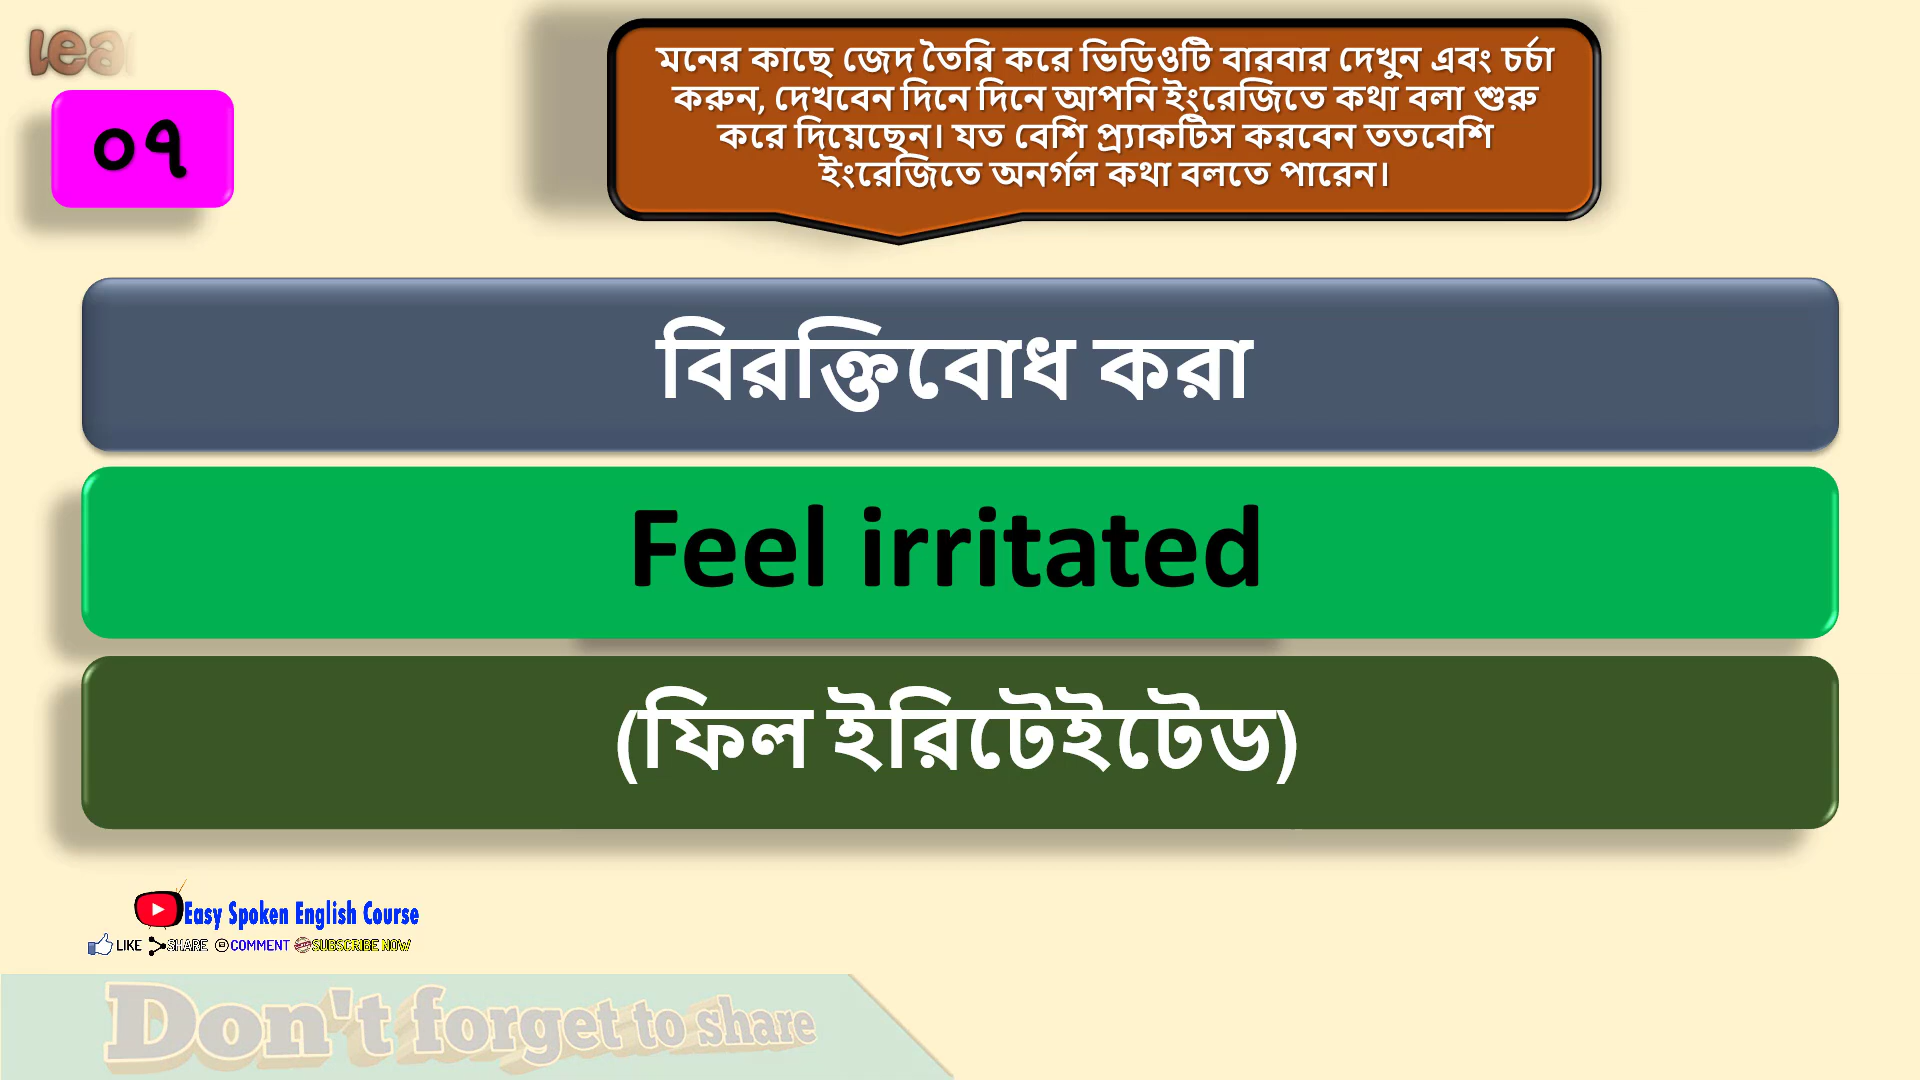 ০৭
মনের কাছে জেদ তৈরি করে ভিডিওটি বারবার দেখুন এবং চর্চা
করুন, দেখবেন দিনে দিনে আপনি ইংরেজিতে কথা বলা শুরু
করে দিয়েছেন। যত বেশি প্র্যাকটিস করবেন ততবেশি
ইংরেজিতে অনর্গল কথা বলতে পারেন।
বিরক্তিবোধ করা
Feel irritated
(ফিল ইরিটেইটেড)
Easy Spoken English Course
LIKE SHARE COMMENT SUBSCRIBE NOW
Don't forget to share